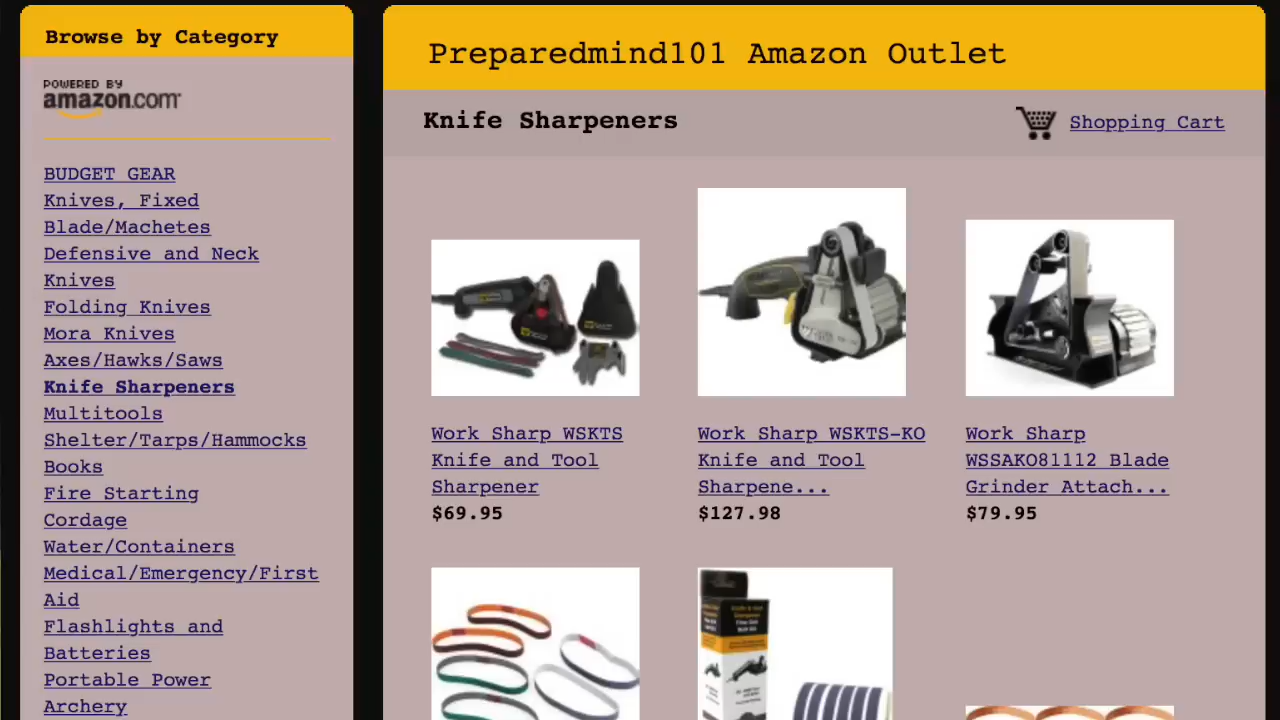 Browse by Category
POWERED BY
amazon.com
BUDGET GEAR
Knives, Fixed
Blade/Machetes
Defensive and Neck
Knives
Folding Knives
Mora Knives
Axes/Hawks/Saws
Knife Sharpeners
Multitools
Shelter/Tarps/Hammocks
Books
Fire Starting
Cordage
Water/Containers
Medical/Emergency/First
Aid
Flashlights and
Batteries
Portable Power
Archery
Preparedmind101 Amazon Outlet
Knife Sharpeners
Shopping Cart
Work Sharp WSKTS
Knife and Tool
Sharpener
$69.95
Work Sharp WSKTS-KO
Knife and Tool
Sharpene...
$127.98
Work Sharp
WSSAKO81112 Blade
Grinder Attach...
$79.95